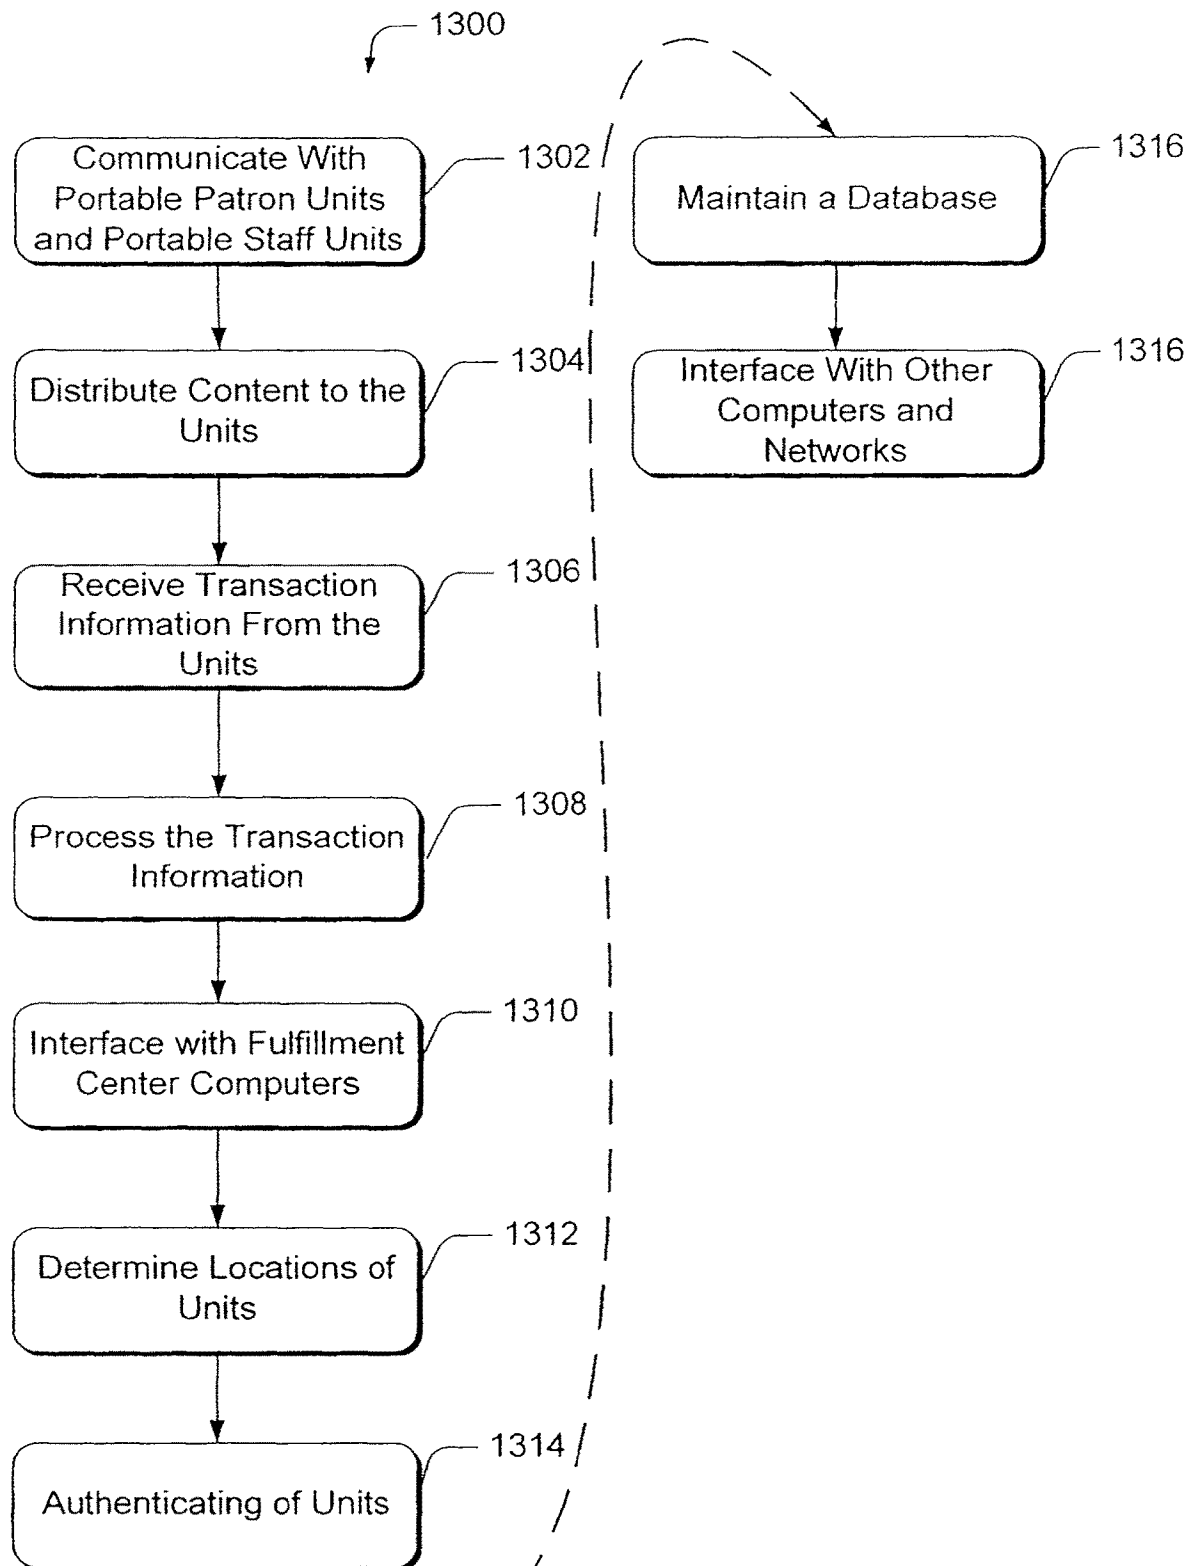 1300
Communicate With
Portable Patron Units
and Portable Staff Units
1302
Distribute Content to the
Units
1304
Receive Transaction
Information From the
Units
1306
Process the Transaction
Information
1308
Interface with Fulfillment
Center Computers
1310
Determine Locations of
Units
1312
Authenticating of Units
1314
Maintain a Database
1316
Interface With Other
Computers and
Networks
1316